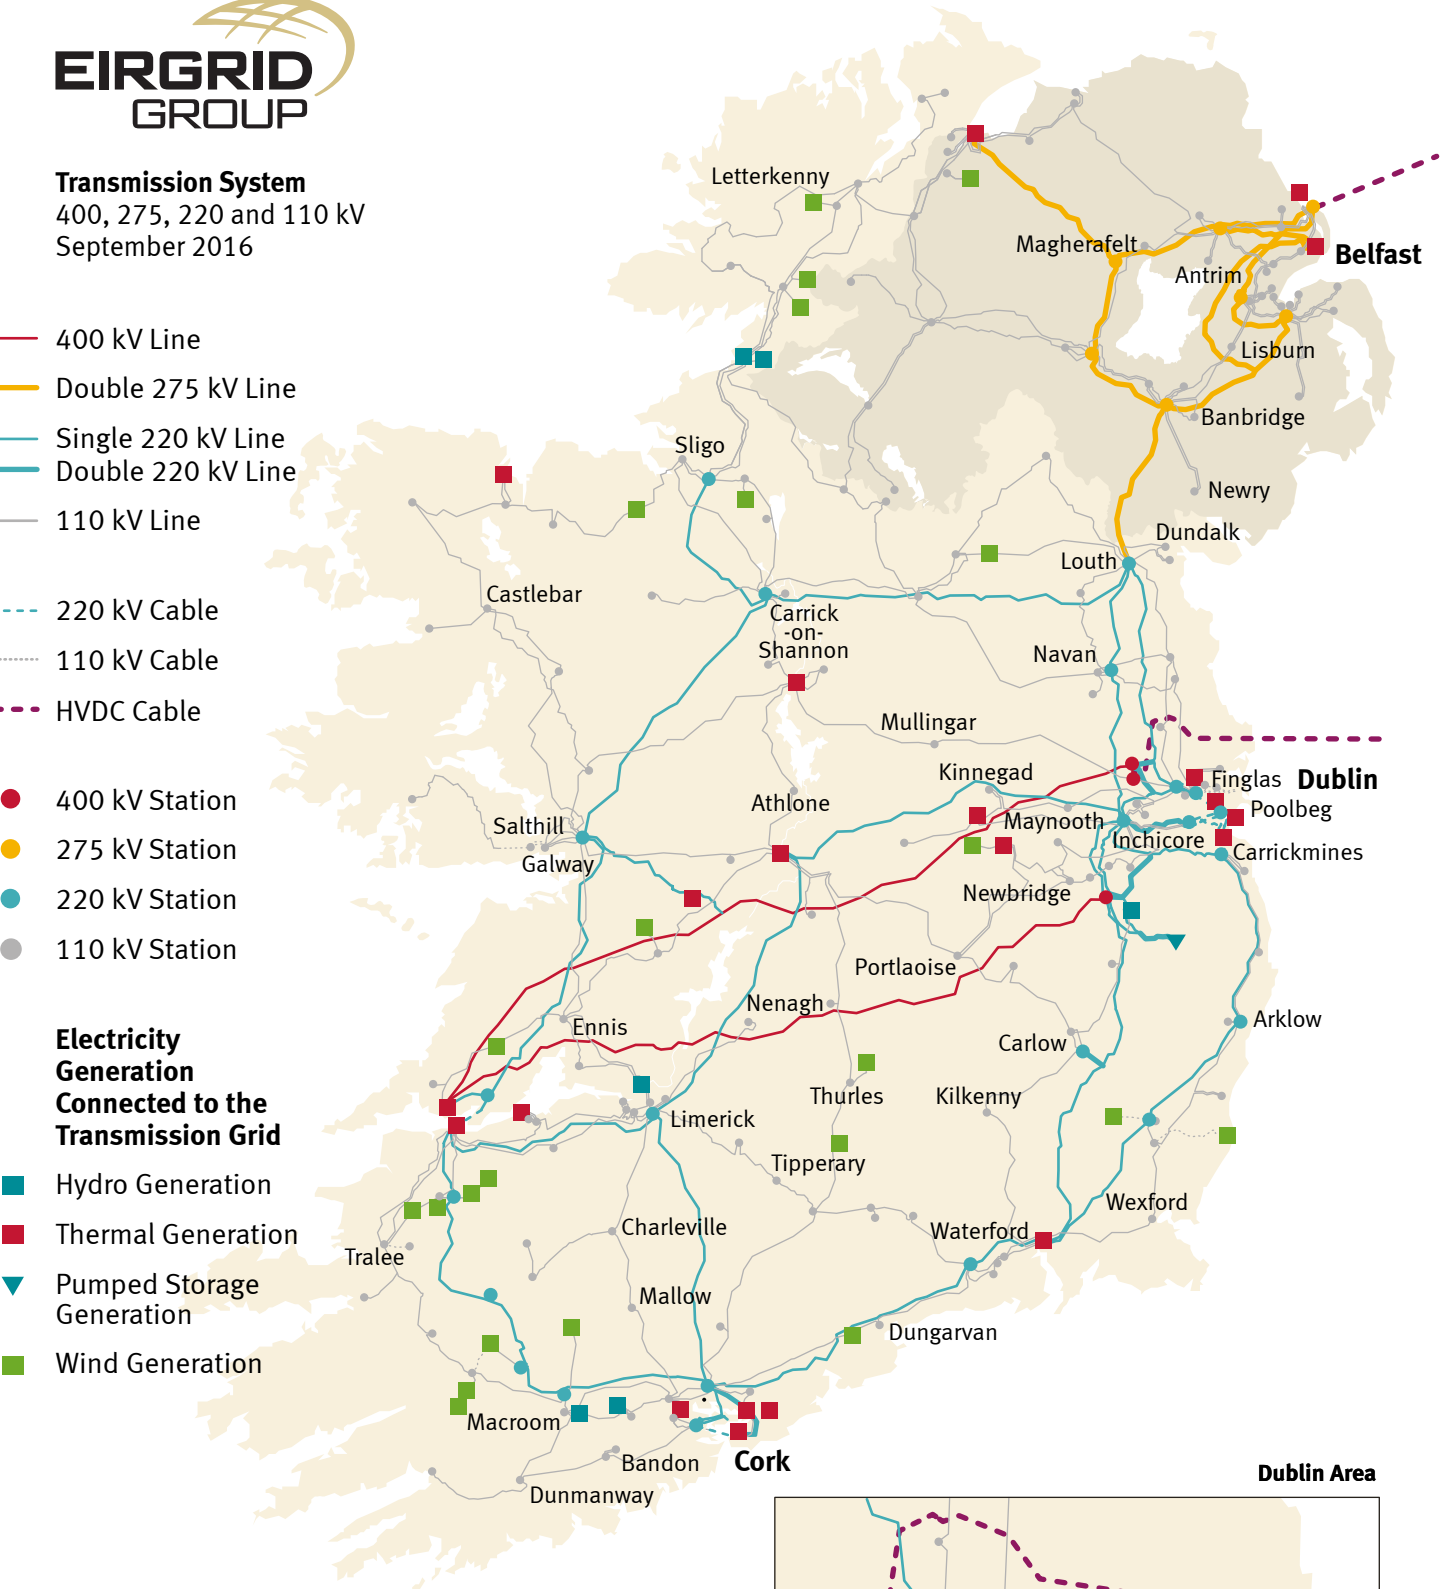 EIRGRID
GROUP
Transmission System
400, 275, 220 and 110 kV
September 2016
400 kV Line
Double 275 kV Line
Single 220 kV Line
Double 220 kV Line
110 kV Line
220 kV Cable
110 kV Cable
HVDC Cable
400 kV Station
275 kV Station
220 kV Station
110 kV Station
Electricity
Generation
Connected to the
Transmission Grid
Hydro Generation
Thermal Generation
Pumped Storage
Generation
Wind Generation
Letterkenny
Magherafelt
Antrim
Belfast
Lisburn
Banbridge
Newry
Sligo
Dundalk
Louth
Castlebar
Carrick
-on-
Shannon
Navan
Mullingar
Kinnegad
Finglas
Dublin
Athlone
Poolbeg
Maynooth
Salthill
Inchicore
Galway
Carrickmines
Newbridge
Portlaoise
Nenagh
Ennis
Arklow
Carlow
Thurles
Kilkenny
Limerick
Tipperary
Wexford
Charleville
Waterford
Tralee
Mallow
Dungarvan
Macroom
Bandon
Cork
Dunmanway
Dublin Area